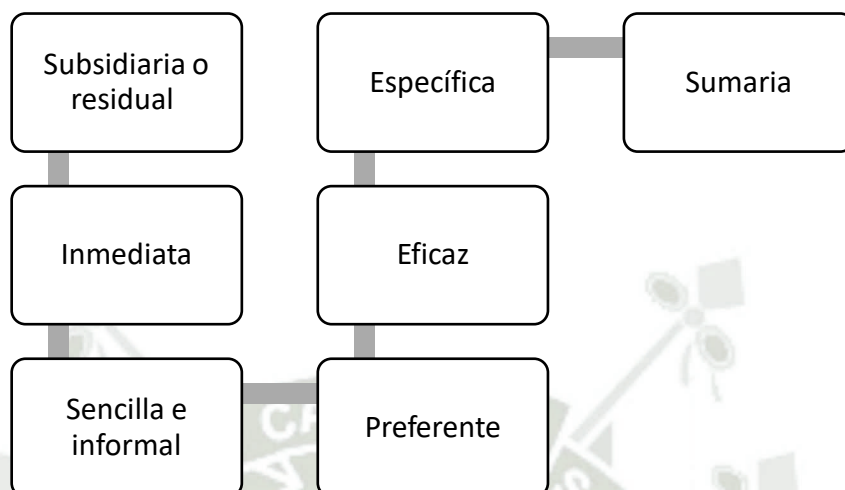 Subsidiaria o
residual
Inmediata
Sencilla e
informal
Preferente
Eficaz
Específica
Sumaria